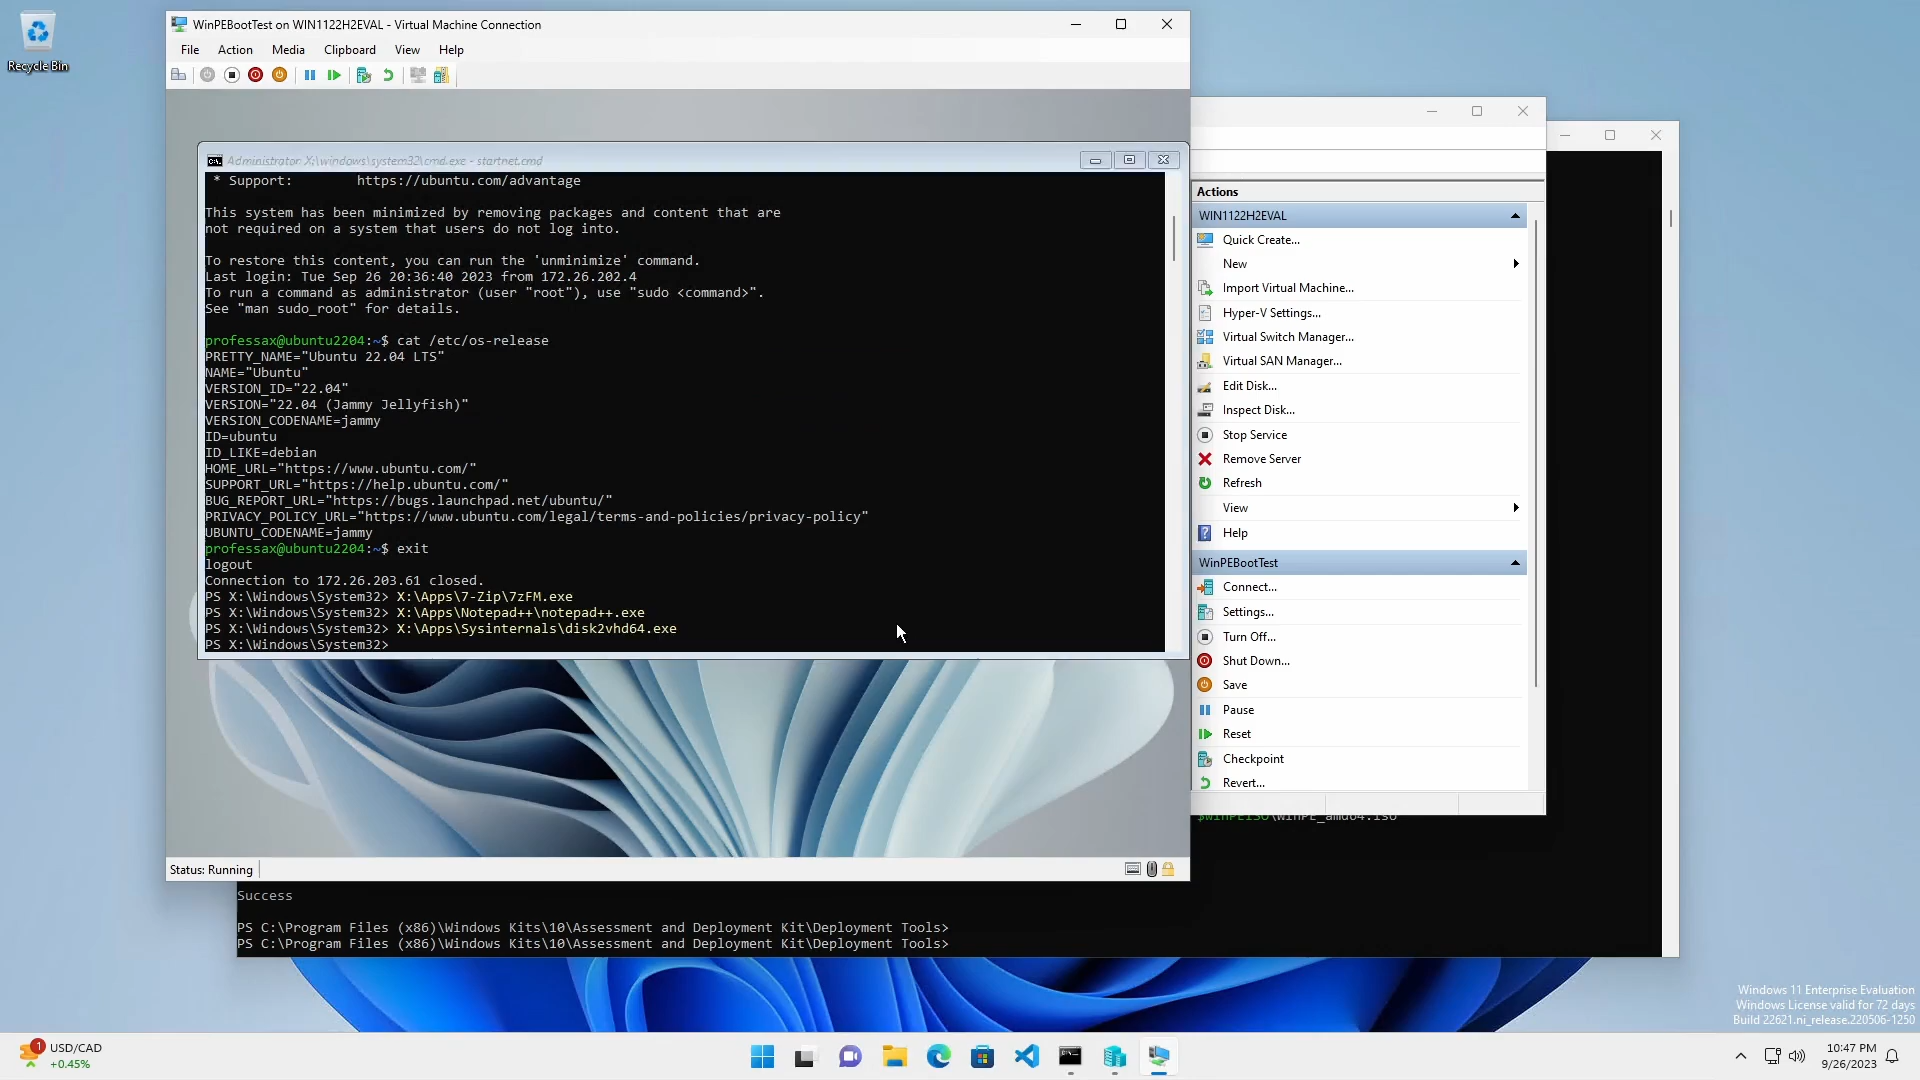 Recycle Bin
WinPEBootTest on WIN1122H2EVAL - Virtual Machine Connection
File Action Media Clipboard View Help
Administrator X:\windows\system32\cmd.exe - startnet.cmd
* Support: https://ubuntu.com/advantage
This system has been minimized by removing packages and content that are
not required on a system that users do not log into.
To restore this content, you can run the 'unminimize' command.
Last login: Tue Sep 26 20:36:40 2023 from 172.26.202.4
To run a command as administrator (user "root"), use "sudo <command>".
See "man sudo_root" for details.
professax@ubuntu2204:~$ cat /etc/os-release
PRETTY_NAME="Ubuntu 22.04 LTS"
NAME="Ubuntu"
VERSION_ID="22.04"
VERSION="22.04 (Jammy Jellyfish)"
VERSION_CODENAME=jammy
ID=ubuntu
ID_LIKE=debian
HOME_URL="https://www.ubuntu.com/"
SUPPORT_URL="https://help.ubuntu.com/"
BUG_REPORT_URL="https://bugs.launchpad.net/ubuntu/"
PRIVACY_POLICY_URL="https://www.ubuntu.com/legal/terms-and-policies/privacy-policy"
UBUNTU_CODENAME=jammy
professax@ubuntu2204:~$ exit
logout
Connection to 172.26.203.61 closed.
PS X:\Windows\System32> X:\Apps\7-Zip\7zFM.exe
PS X:\Windows\System32> X:\Apps\Notepad++\notepad++.exe
PS X:\Windows\System32> X:\Apps\Sysinternals\disk2vhd64.exe
PS X:\Windows\System32>
Status: Running
Actions
WIN1122H2EVAL
Quick Create...
New
Import Virtual Machine...
Hyper-V Settings...
Virtual Switch Manager...
Virtual SAN Manager...
Edit Disk...
Inspect Disk...
Stop Service
Remove Server
Refresh
View
Help
WinPEBootTest
Connect...
Settings...
Turn Off...
Shut Down...
Save
Pause
Reset
Checkpoint
Revert...
$WinPEISO\WinPE_amd64.iso
Success
PS C:\Program Files (x86)\Windows Kits\10\Assessment and Deployment Kit\Deployment Tools>
PS C:\Program Files (x86)\Windows Kits\10\Assessment and Deployment Kit\Deployment Tools>
Windows 11 Enterprise Evaluation
Windows License valid for 72 days
Build 22621.ni_release.220506-1250
1
USD/CAD
+0.45%
10:47 PM
9/26/2023